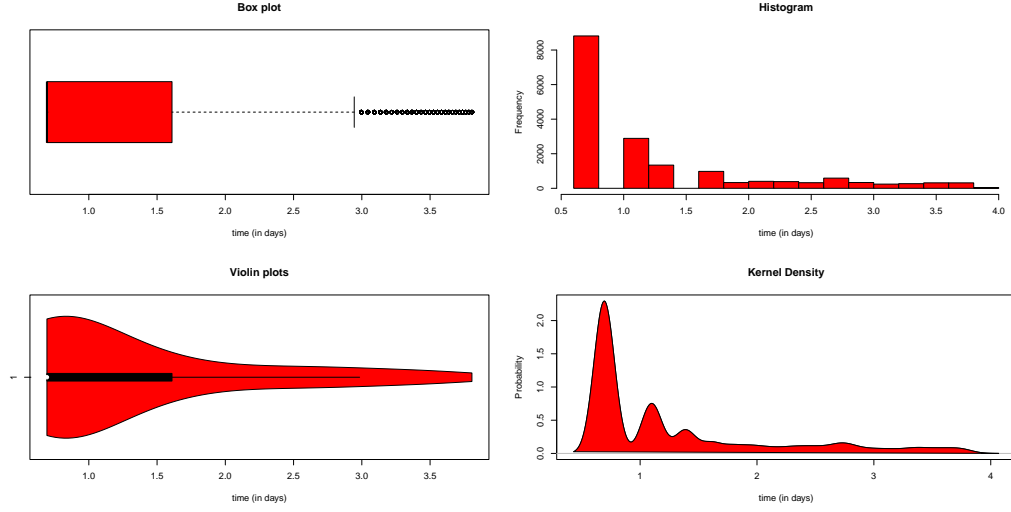 Box plot
1.0 1.5 2.0 2.5 3.0 3.5
time (in days)
Histogram
Frequency
0 2000 4000 6000 8000
0.5 1.0 1.5 2.0 2.5 3.0 3.5 4.0
time (in days)
Violin plots
1
1.0 1.5 2.0 2.5 3.0 3.5
time (in days)
Kernel Density
Probability
0.0 0.5 1.0 1.5 2.0
1 2 3 4
time (in days)